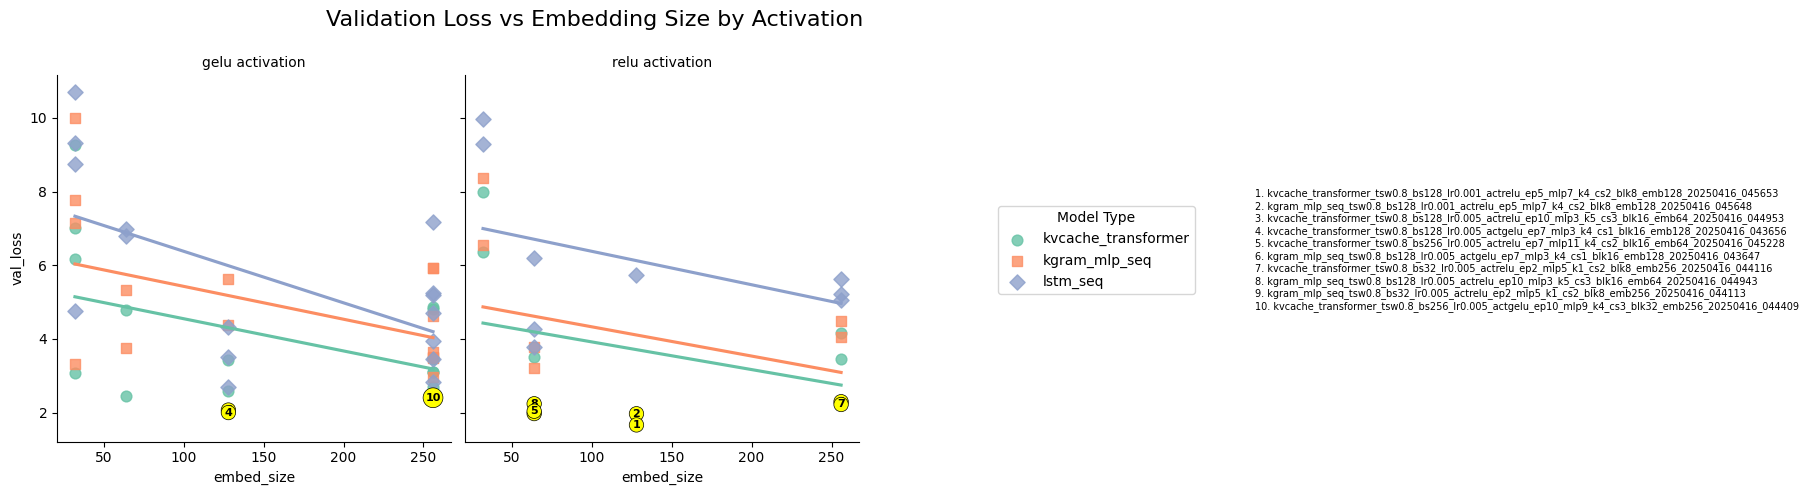 Validation Loss vs Embedding Size by Activation
gelu activation
relu activation
val_loss
10
8
6
4
2
4
10
8
5
2
1
7
50
100
150
200
250
50
100
150
200
250
embed_size
embed_size
Model Type
kvcache_transformer
kgram_mlp_seq
lstm_seq
1. kvcache_transformer_tsw0.8_bs128_lr0.001_actrelu_ep5_mlp7_k4_cs2_blk8_emb128_20250416_045653
2. kgram_mlp_seq_tsw0.8_bs128_lr0.001_actrelu_ep5_mlp7_k4_cs2_blk8_emb128_20250416_045648
3. kvcache_transformer_tsw0.8_bs128_lr0.005_actrelu_ep10_mlp3_k5_cs3_blk16_emb64_20250416_044953
4. kvcache_transformer_tsw0.8_bs128_lr0.005_actgelu_ep7_mlp3_k4_cs1_blk16_emb128_20250416_043656
5. kvcache_transformer_tsw0.8_bs256_lr0.005_actrelu_ep7_mlp11_k4_cs2_blk16_emb64_20250416_045228
6. kgram_mlp_seq_tsw0.8_bs128_lr0.005_actgelu_ep7_mlp3_k4_cs1_blk16_emb128_20250416_043647
7. kvcache_transformer_tsw0.8_bs32_lr0.005_actrelu_ep2_mlp5_k1_cs2_blk8_emb256_20250416_044116
8. kgram_mlp_seq_tsw0.8_bs128_lr0.005_actrelu_ep10_mlp3_k5_cs3_blk16_emb64_20250416_044943
9. kgram_mlp_seq_tsw0.8_bs32_lr0.005_actrelu_ep2_mlp5_k1_cs2_blk8_emb256_20250416_044113
10. kvcache_transformer_tsw0.8_bs256_lr0.005_actgelu_ep10_mlp9_k4_cs3_blk32_emb256_20250416_044409